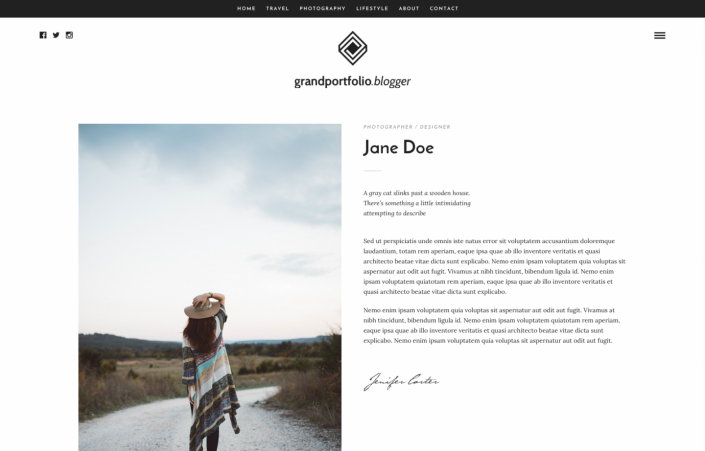 HOME TRAVEL PHOTOGRAPHY LIFESTYLE ABOUT CONTACT
grandportfolio.blogger
PHOTOGRAPHER / DESIGNER
Jane Doe
A gray cat slinks past a wooden house.
There's something a little intimidating
attempting to describe
Sed ut perspiciatis unde omnis iste natus error sit voluptatem accusantium doloremque
laudantium, totam rem aperiam, eaque ipsa quae ab illo inventore veritatis et quasi
architecto beatae vitae dicta sunt explicabo. Nemo enim ipsam voluptatem quia voluptas sit
aspernatur aut odit aut fugit. Vivamus at nibh tincidunt, bibendum ligula id. Nemo enim
ipsam voluptatem quiatotam rem aperiam, eaque ipsa quae ab illo inventore veritatis et
quasi architecto beatae vitae dicta sunt explicabo.
Nemo enim ipsam voluptatem quia voluptas sit aspernatur aut odit aut fugit. Vivamus at
nibh tincidunt, bibendum ligula id. Nemo enim ipsam voluptatem quiatotam rem aperiam,
eaque ipsa quae ab illo inventore veritatis et quasi architecto beatae vitae dicta sunt
explicabo. Nemo enim ipsam voluptatem quia voluptas sit aspernatur aut odit aut fugit.
Jenifer Carter